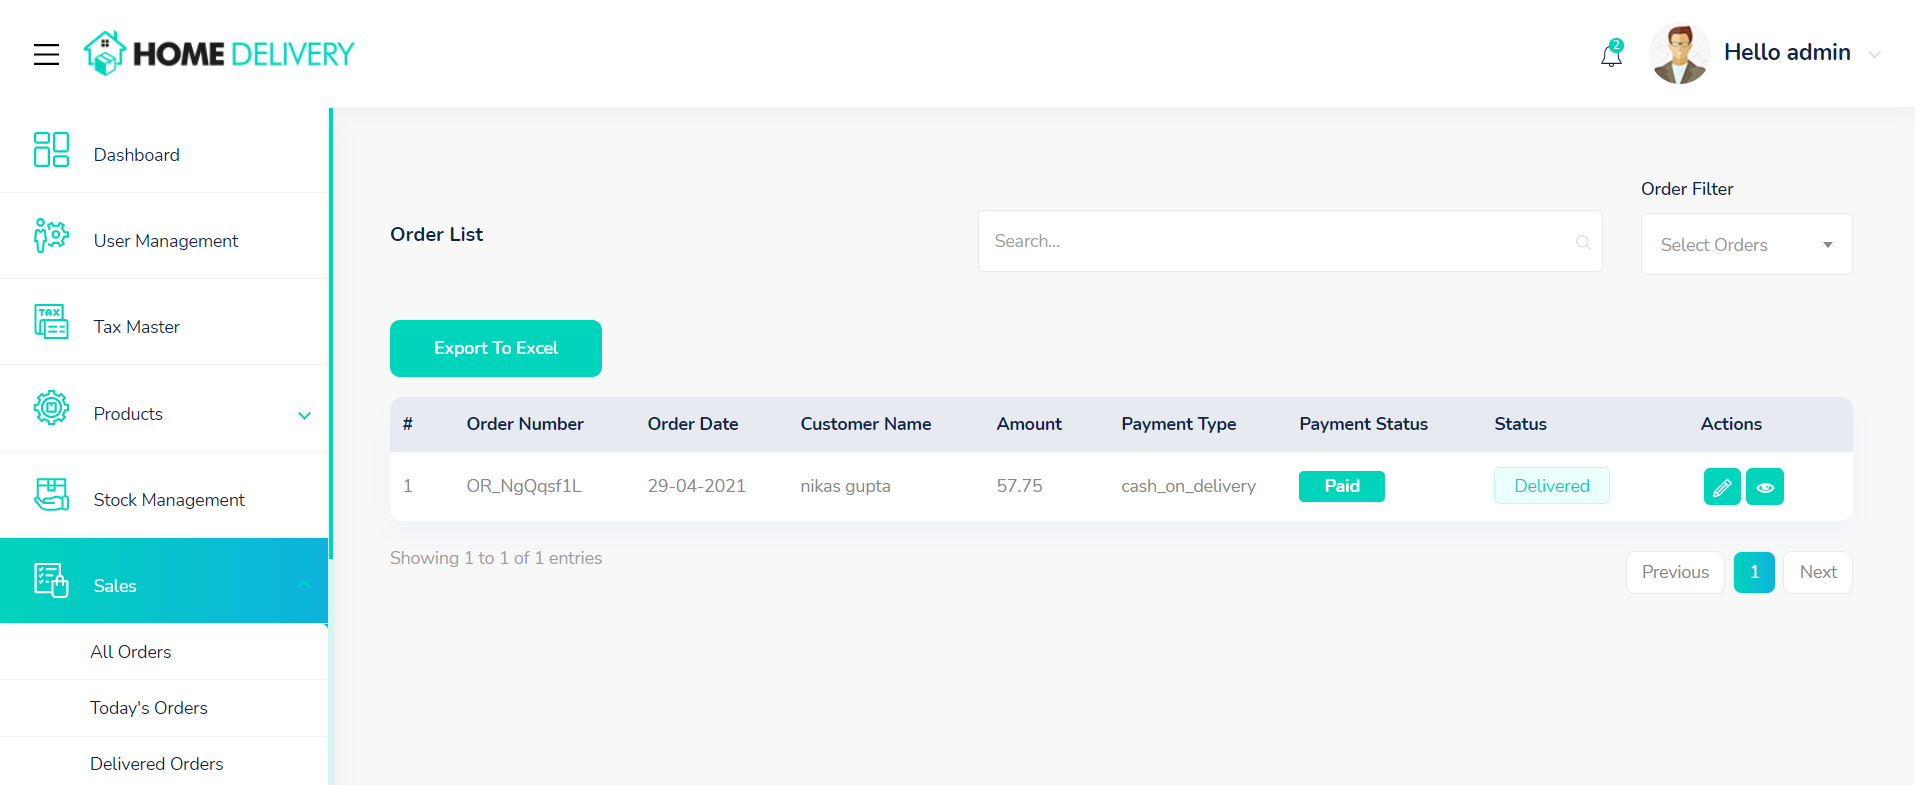 HOME DELIVERY
2
Hello admin
Dashboard
User Management
TAX
Tax Master
Products
Stock Management
Sales
All Orders
Today's Orders
Delivered Orders
Order Filter
Order List
Search...
Select Orders
Export To Excel
# Order Number Order Date Customer Name Amount Payment Type Payment Status Status Actions
1 OR_NgQqsf1L 29-04-2021 nikas gupta 57.75 cash_on_delivery Paid Delivered
Showing 1 to 1 of 1 entries
Previous 1 Next